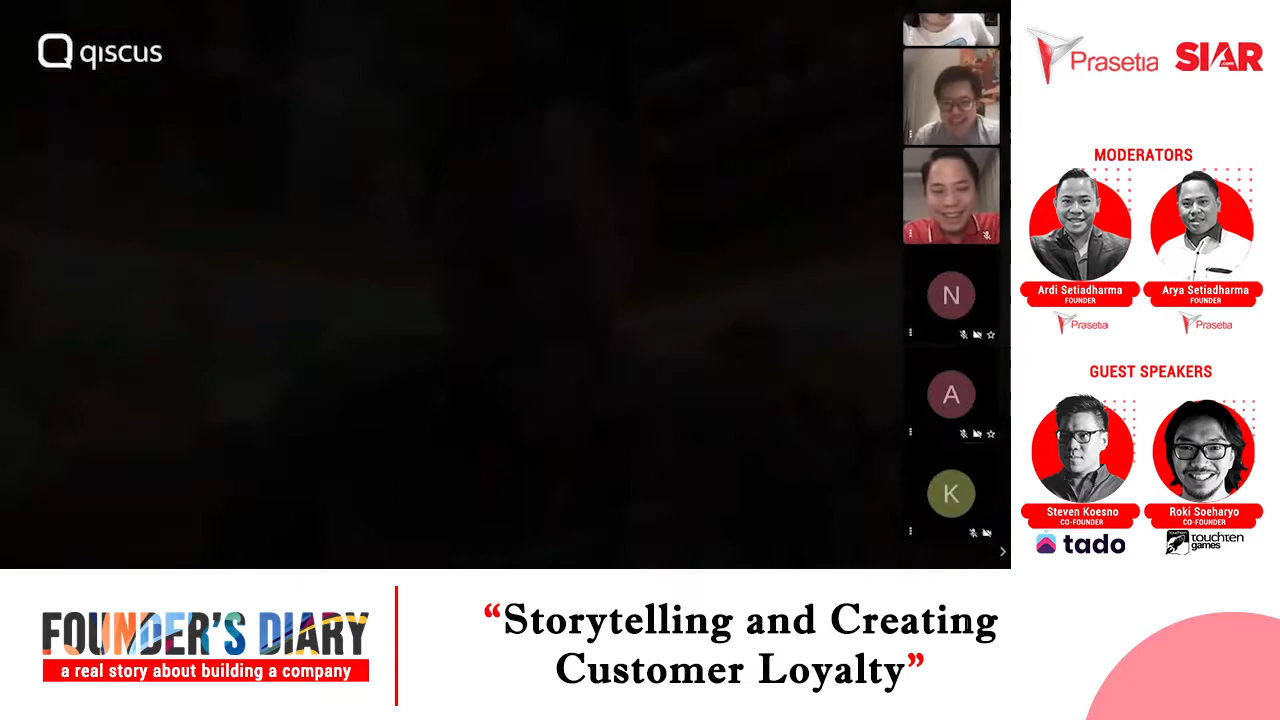 qiscus
N
A
K
Prasetia
SIAR
.com
MODERATORS
Ardi Setiadharma
FOUNDER
Prasetia
Arya Setiadharma
FOUNDER
Prasetia
GUEST SPEAKERS
Steven Koesno
CO-FOUNDER
tado
Roki Soeharyo
CO-FOUNDER
touchten
games
FOUNDER'S DIARY
a real story about building a company
“Storytelling and Creating
Customer Loyalty”